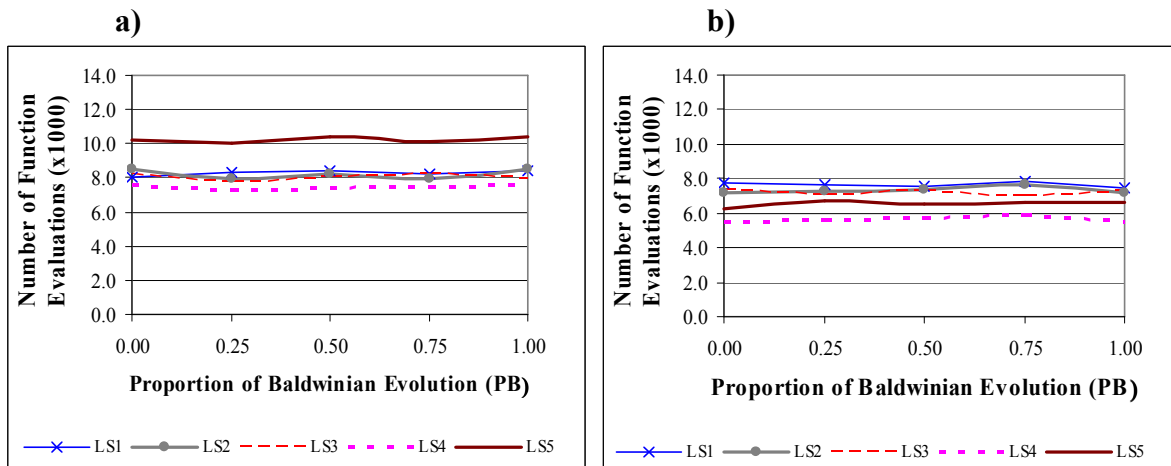 a)
Number of Function
Evaluations (x1000)
14.0
12.0
10.0
8.0
6.0
4.0
2.0
0.0
0.00 0.25 0.50 0.75 1.00
Proportion of Baldwinian Evolution (PB)
LS1 LS2 LS3 LS4 LS5
b)
Number of Function
Evaluations (x1000)
14.0
12.0
10.0
8.0
6.0
4.0
2.0
0.0
0.00 0.25 0.50 0.75 1.00
Proportion of Baldwinian Evolution (PB)
LS1 LS2 LS3 LS4 LS5